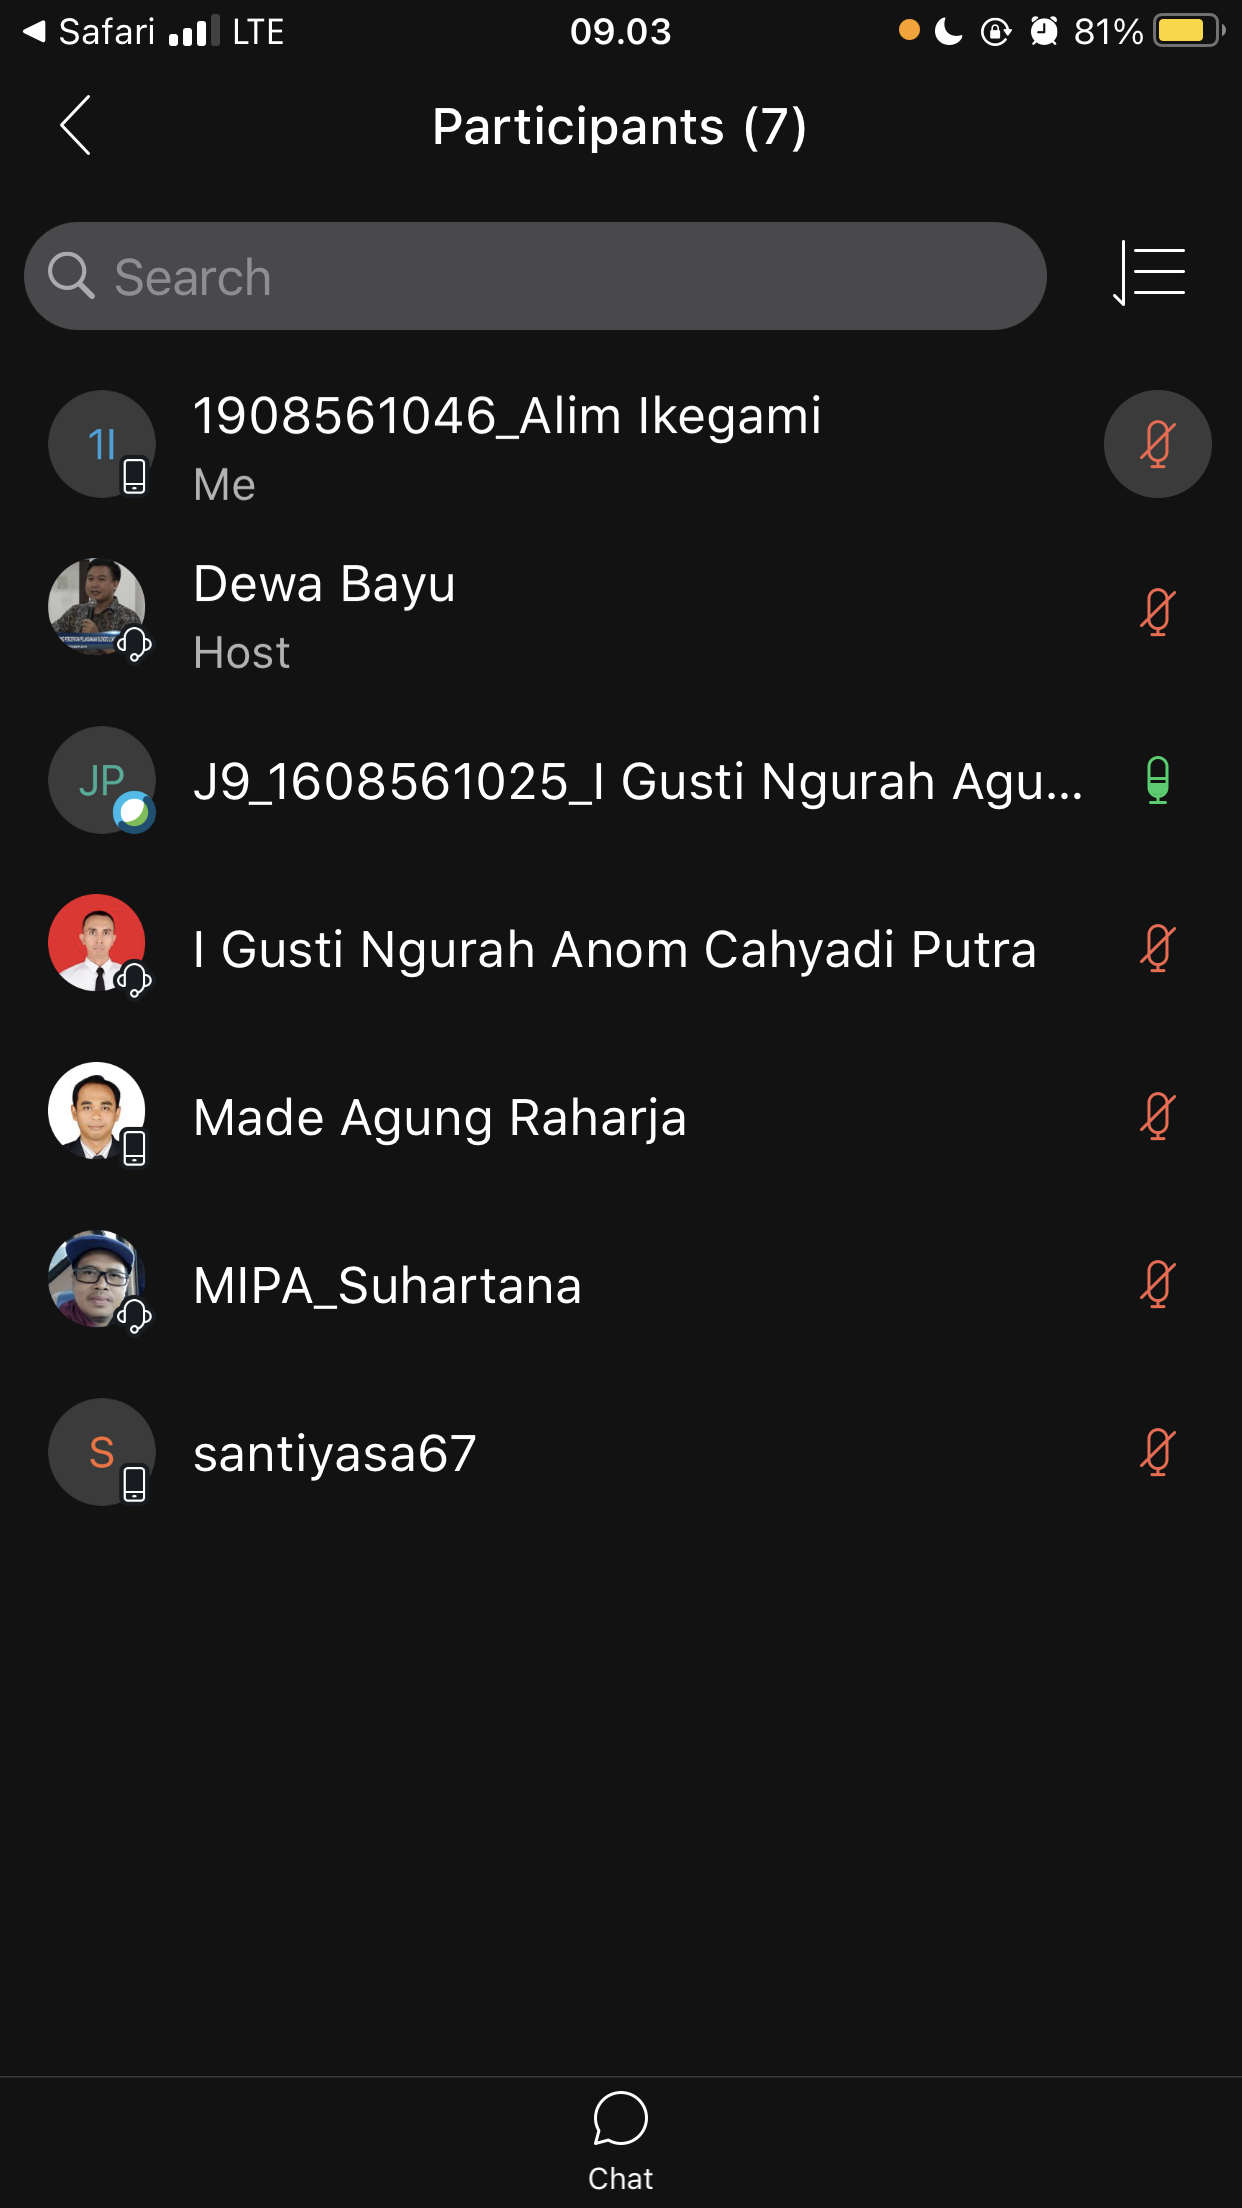 Safari LTE 09.03 81%
Participants (7)
Search
1I
1908561046_Alim Ikegami
Me
Dewa Bayu
Host
JP
J9_1608561025_I Gusti Ngurah Agu...
I Gusti Ngurah Anom Cahyadi Putra
Made Agung Raharja
MIPA_Suhartana
S
santiyasa67
Chat